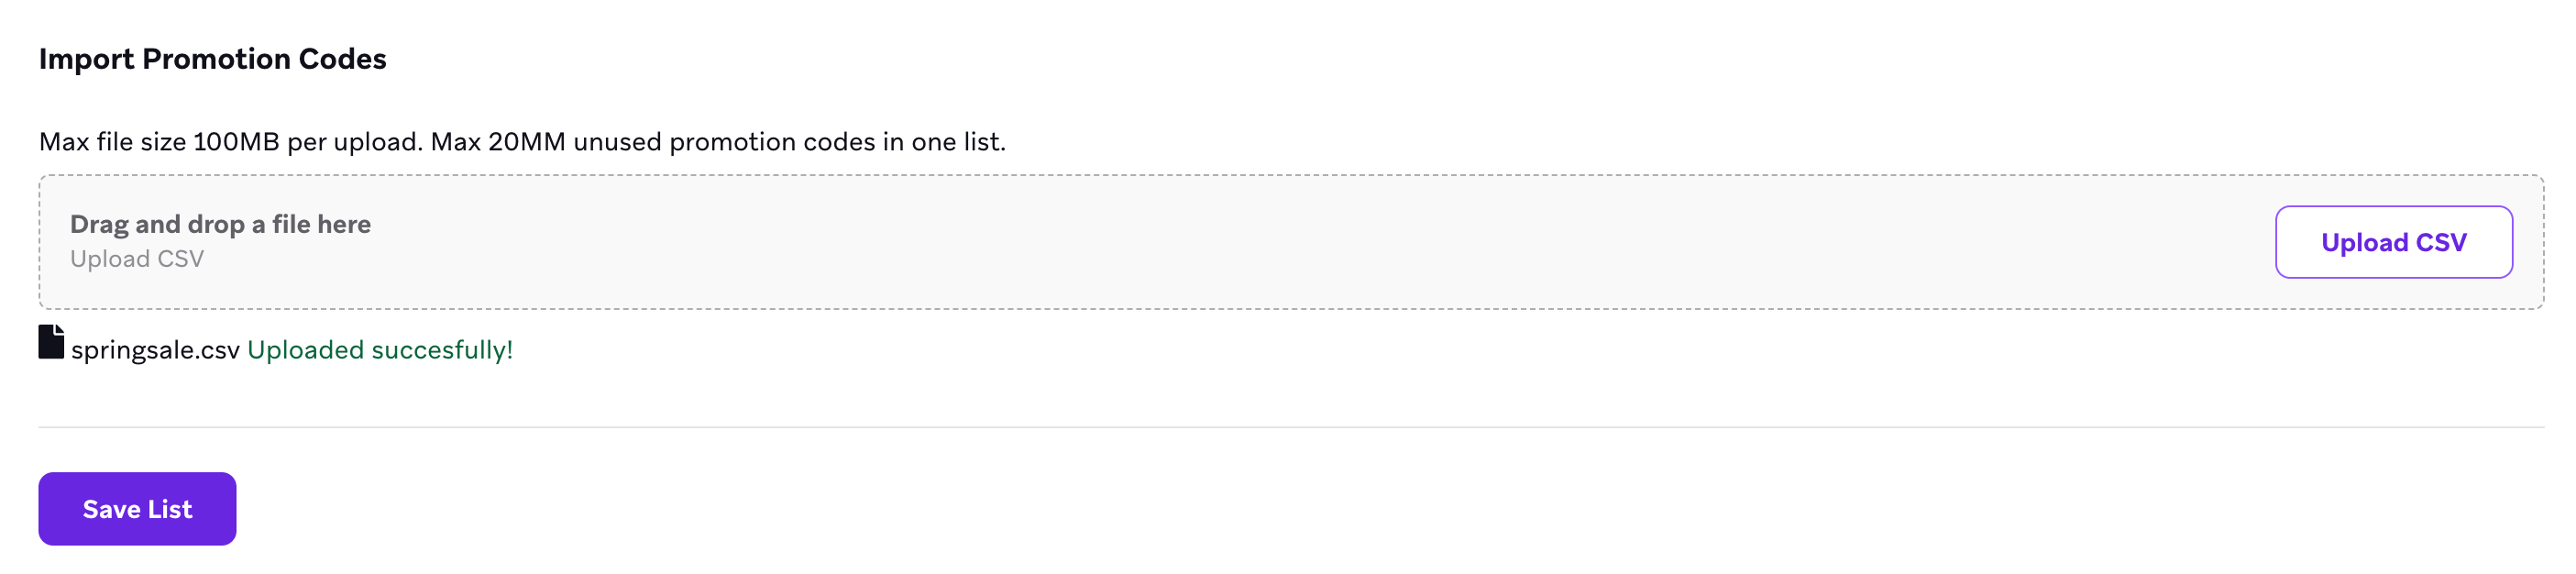 Import Promotion Codes
Max file size 100MB per upload. Max 20MM unused promotion codes in one list.
Drag and drop a file here
Upload CSV
Upload CSV
springsale.csv Uploaded succesfully!
Save List